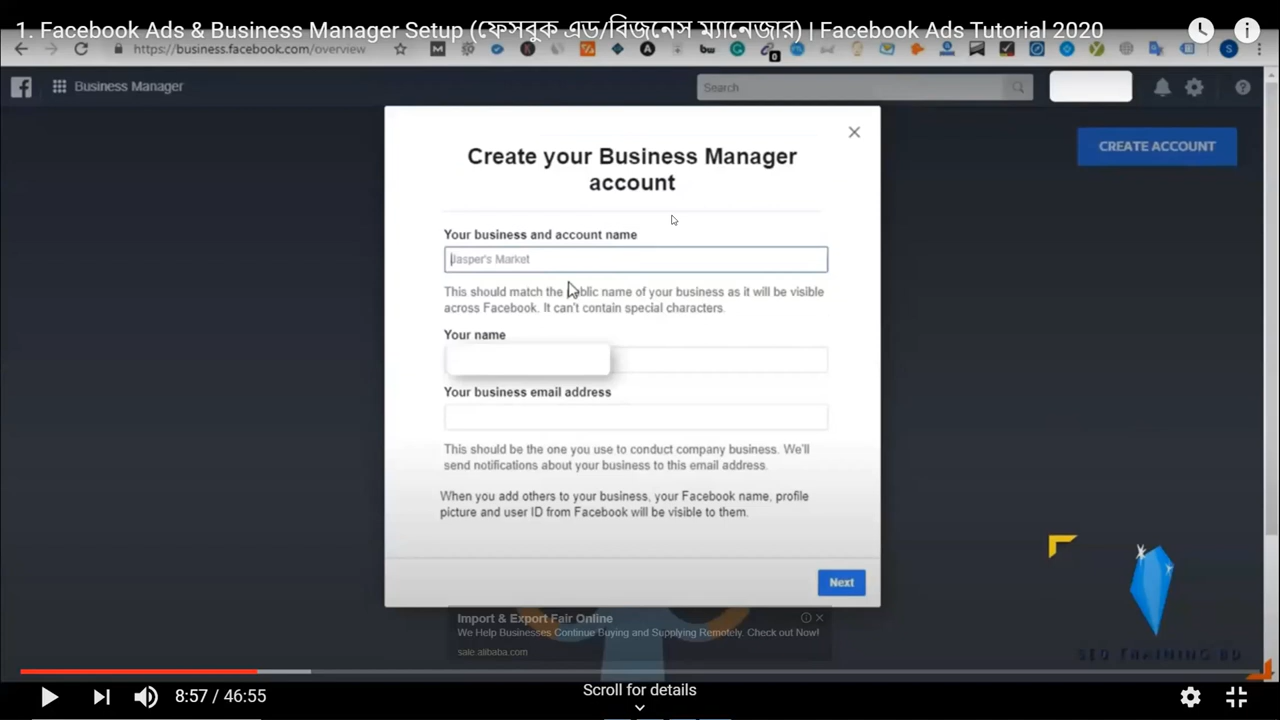 1. Facebook Ads & Business Manager Setup (ফেসবুক এড/বিজনেস ম্যানেজার) | Facebook Ads Tutorial 2020
https://business.facebook.com/overview
Business Manager
Search
CREATE ACCOUNT
Create your Business Manager
account
Your business and account name
Jasper's Market
This should match the public name of your business as it will be visible
across Facebook. It can't contain special characters.
Your name
Your business email address
This should be the one you use to conduct company business. We'll
send notifications about your business to this email address.
When you add others to your business, your Facebook name, profile
picture and user ID from Facebook will be visible to them.
Next
Import & Export Fair Online
We Help Businesses Continue Buying and Supplying Remotely. Check out Now!
sale.alibaba.com
SEO TRAINING BD
8:57 / 46:55
Scroll for details